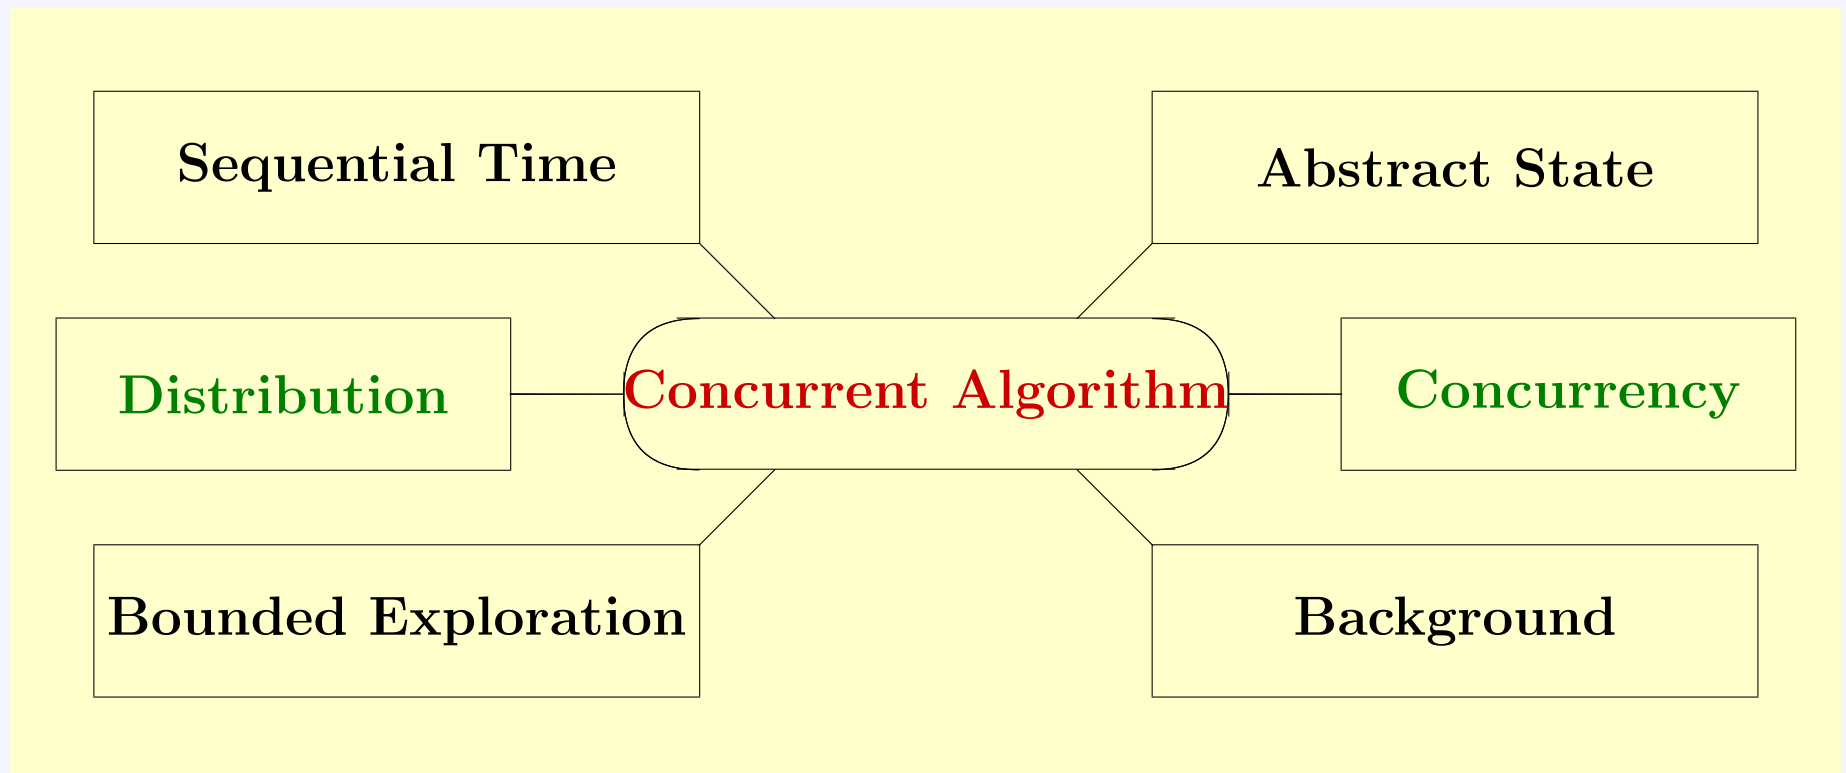 Sequential Time
Abstract State
Distribution
Concurrent Algorithm
Concurrency
Bounded Exploration
Background